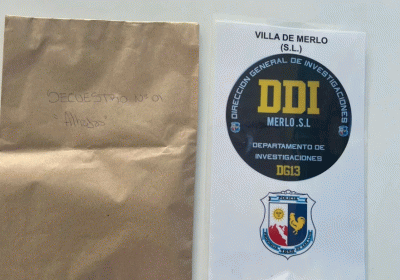 SECUESTRO Nº 01
VILLA DE MERLO
(S.L.)
DIRECCION GENERAL DE INVESTIGACIONES
DDI
MERLO.S.L
DEPARTAMENTO DE
INVESTIGACIONES
DG13